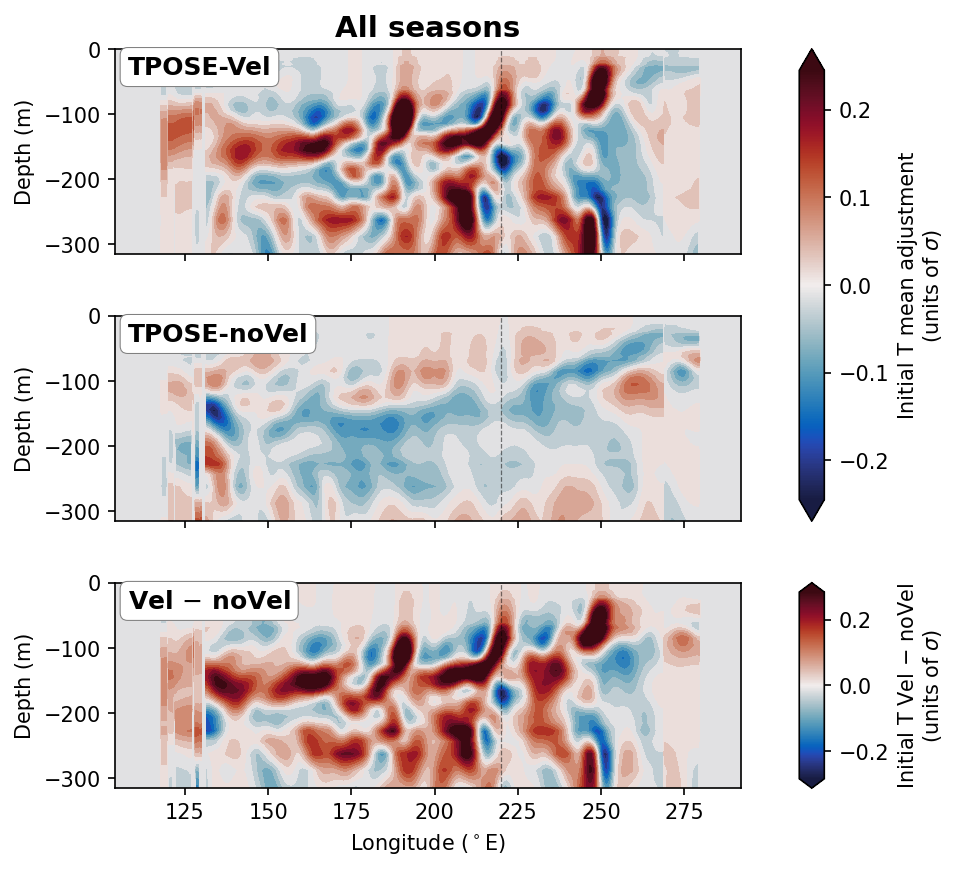 All seasons
TPOSE-Vel
0
−100
−200
−300
Depth (m)
TPOSE-noVel
0
−100
−200
−300
Depth (m)
Vel − noVel
0
−100
−200
−300
Depth (m)
125 150 175 200 225 250 275
Longitude (°E)
0.2
0.1
0.0
−0.1
−0.2
Initial T mean adjustment
(units of σ)
0.2
0.0
−0.2
Initial T Vel − noVel
(units of σ)